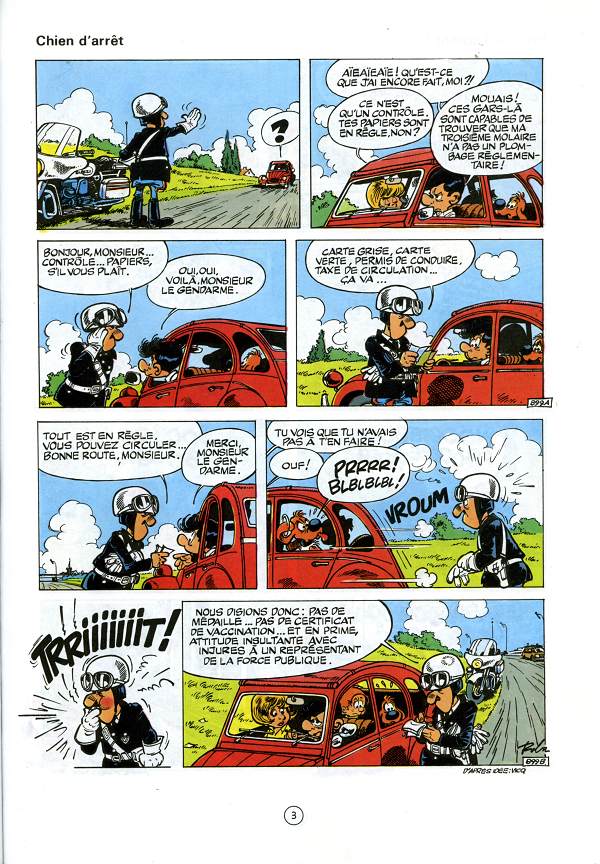 Chien d'arrêt
?
AÏEAÏEAÏE! QU'EST-CE
QUE J'AI ENCORE FAIT, MOI?!
CE N'EST
QU'UN CONTRÔLE.
TES PAPIERS SONT
EN RÈGLE, NON?
MOUAIS!
CES GARS-LÀ
SONT CAPABLES DE
TROUVER QUE MA
TROISIÈME MOLAIRE
N'A PAS UN PLOM-
BAGE RÉGLEMEN-
TAIRE!
BONJOUR, MONSIEUR...
CONTRÔLE... PAPIERS,
S'IL VOUS PLAÎT.
OUI, OUI,
VOILÀ, MONSIEUR
LE GENDARME.
CARTE GRISE, CARTE
VERTE, PERMIS DE CONDUIRE,
TAXE DE CIRCULATION...
ÇA VA...
899.A
TOUT EST EN RÈGLE,
VOUS POUVEZ CIRCULER...
BONNE ROUTE, MONSIEUR.
MERCI,
MONSIEUR
LE GEN-
DARME.
TU VOIS QUE TU N'AVAIS
PAS À T'EN FAIRE!
OUF!
PRRRR!
BLBLBLBL!
VROUM
TRRIIIIIIIT!
NOUS DISIONS DONC: PAS DE
MÉDAILLE... PAS DE CERTIFICAT
DE VACCINATION... ET EN PRIME,
ATTITUDE INSULTANTE AVEC
INJURES À UN REPRÉSENTANT
DE LA FORCE PUBLIQUE.
899 B
D'APRÈS IDÉE: VICQ
3